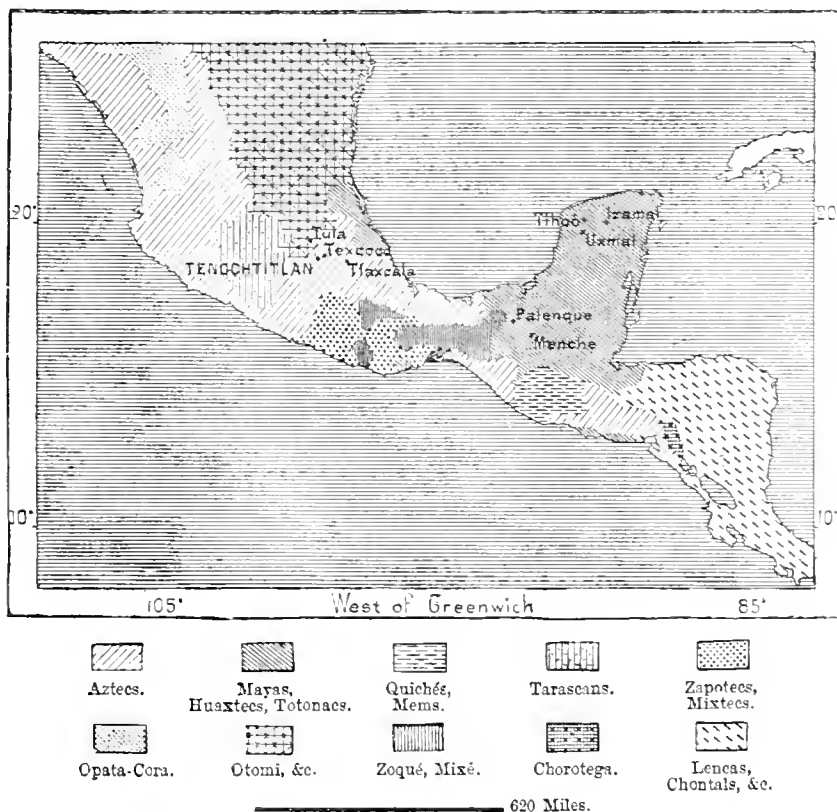 20°
20°
Tihoo
Izamal
Uxmal
Tula
Texcoco
TENOCHTITLAN
Tlaxcala
Palenque
Menche
10°
10°
105°
West of Greenwich
85°
Aztecs.
Mayas,
Huaxtecs, Totonacs.
Quichés,
Mems.
Tarascans.
Zapotecs,
Mixtecs.
Opata-Cora.
Otomi, &c.
Zoqué, Mixé.
Chorotega.
Lencas,
Chontals, &c.
620 Miles.